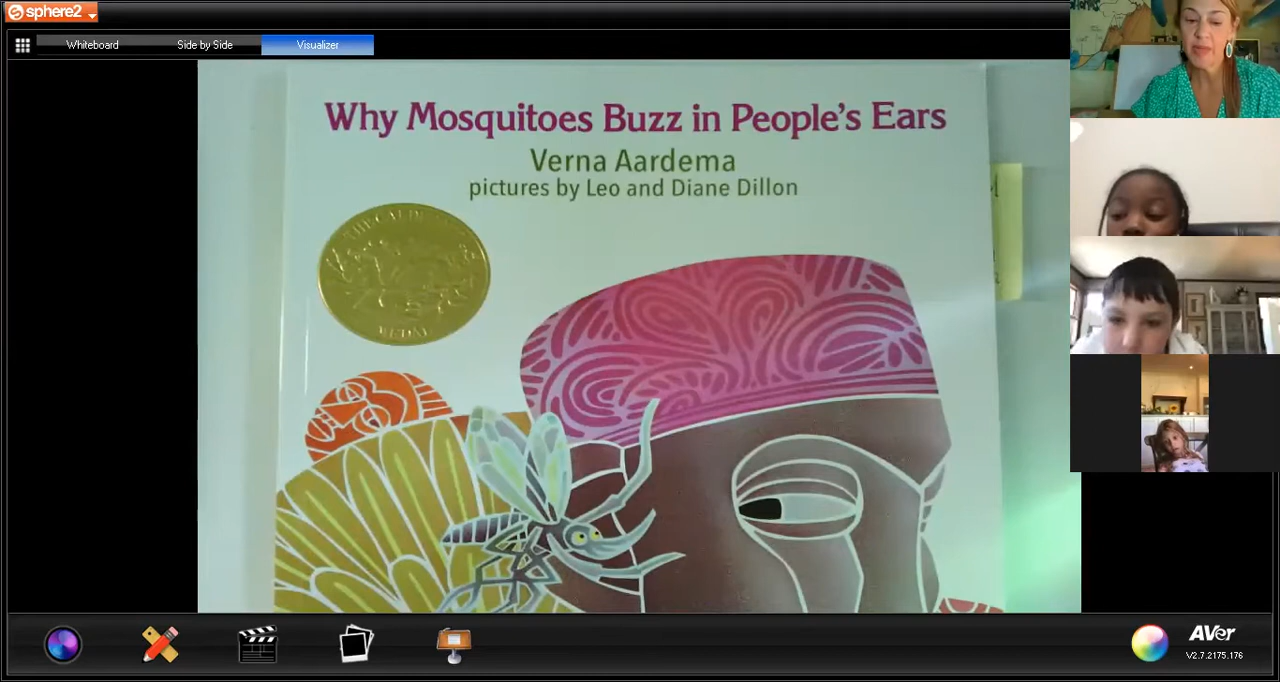 sphere2
Whiteboard
Side by Side
Visualizer
Why Mosquitoes Buzz in People's Ears
Verna Aardema
pictures by Leo and Diane Dillon
MEDAL
AVer
V2.7.2175.176